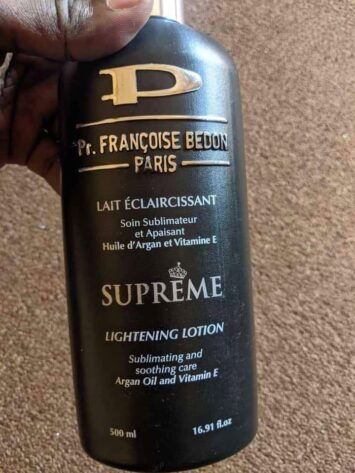 Pr. FRANÇOISE BEDON
PARIS
LAIT ÉCLAIRCISSANT
Soin Sublimateur
et Apaisant
Huile d'Argan et Vitamine E
SUPRÊME
LIGHTENING LOTION
Sublimating and
soothing care
Argan Oil and Vitamin E
500 ml 16.91 fl.oz